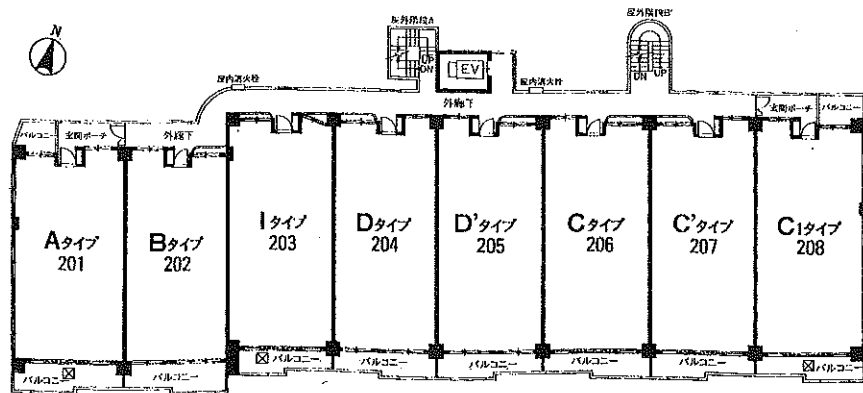 N
屋外階段A
屋外階段B'
UP
DN
EV
DN
UP
屋内消火栓
屋内消火栓
外廊下
バルコニー
玄関ポーチ
外廊下
玄関ポーチ
バルコニー
Aタイプ
201
Bタイプ
202
Iタイプ
203
Dタイプ
204
D'タイプ
205
Cタイプ
206
C'タイプ
207
C1タイプ
208
バルコニー
バルコニー
バルコニー
バルコニー
バルコニー
バルコニー
バルコニー
バルコニー